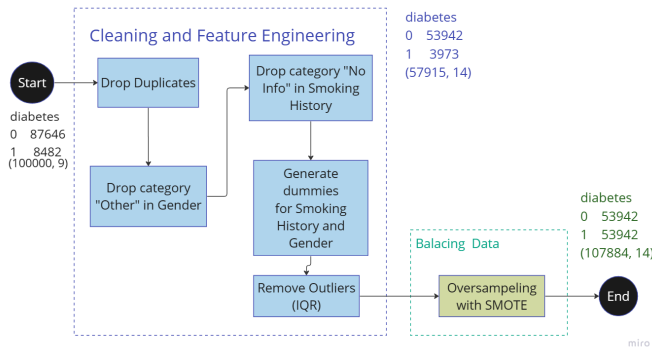 Cleaning and Feature Engineering
Start
diabetes
0 87646
1 8482
(100000, 9)
Drop Duplicates
Drop category
"Other" in Gender
Drop category "No
Info" in Smoking
History
Generate
dummies
for Smoking
History and
Gender
Remove Outliers
(IQR)
diabetes
0 53942
1 3973
(57915, 14)
Balacing Data
Oversampeling
with SMOTE
diabetes
0 53942
1 53942
(107884, 14)
End
miro